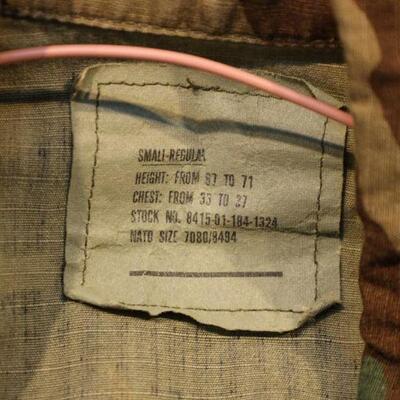 SMALL-REGULAR
HEIGHT: FROM 67 TO 71
CHEST: FROM 33 TO 37
STOCK NO. 8415-01-184-1324
NATO SIZE 7080/8494